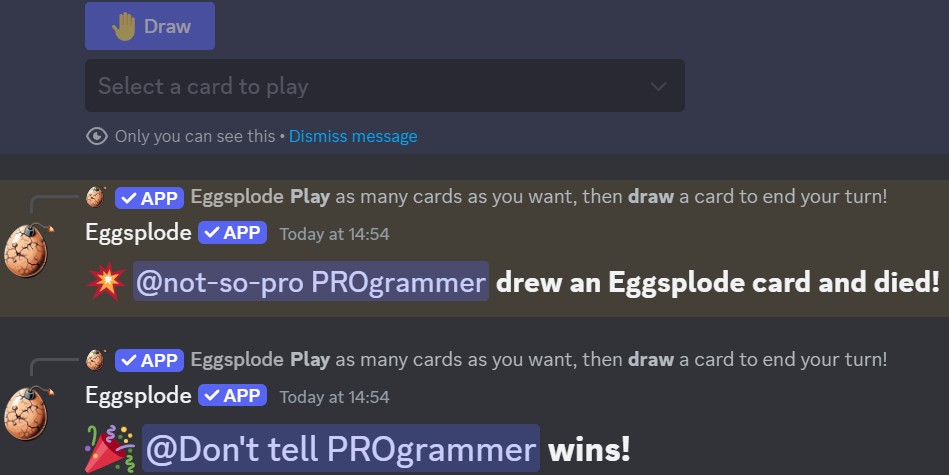 Draw
Select a card to play
Only you can see this • Dismiss message
APP Eggsplode Play as many cards as you want, then draw a card to end your turn!
Eggsplode APP Today at 14:54
@not-so-pro PROgrammer drew an Eggsplode card and died!
APP Eggsplode Play as many cards as you want, then draw a card to end your turn!
Eggsplode APP Today at 14:54
@Don't tell PROgrammer wins!